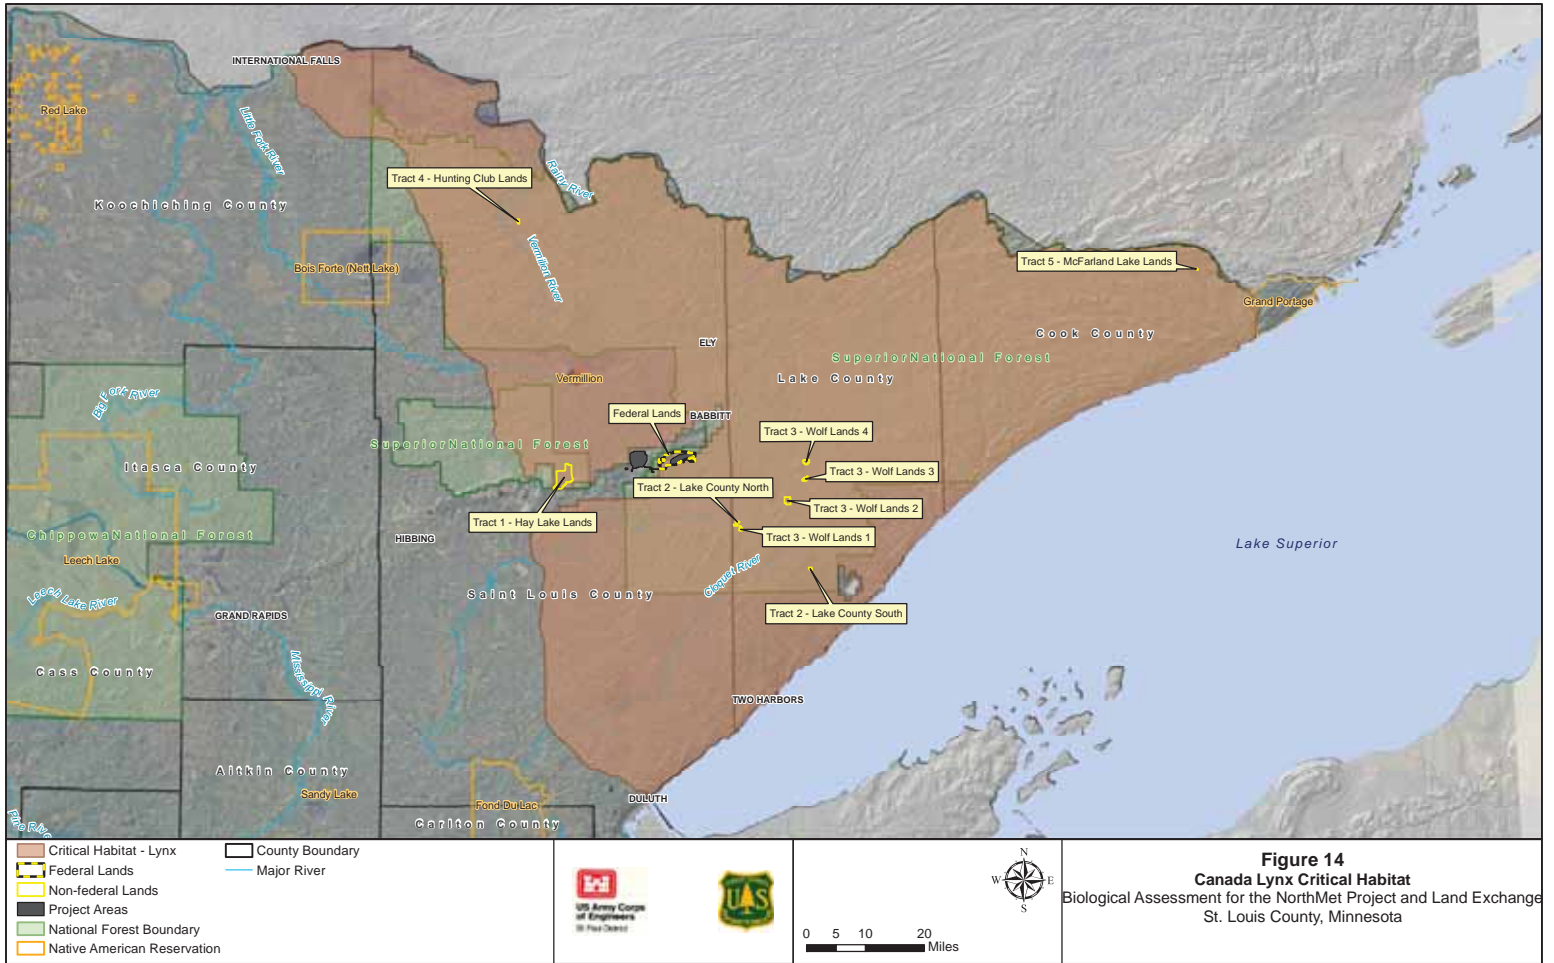 INTERNATIONAL FALLS
Red Lake
Little Fork River
Rainy River
Tract 4 - Hunting Club Lands
Koochiching County
Vermilion River
Bois Forte (Nett Lake)
Tract 5 - McFarland Lake Lands
Grand Portage
Cook County
ELY
Superior National Forest
Lake County
Vermillion
Big Fork River
Federal Lands
BABBITT
Tract 3 - Wolf Lands 4
Superior National Forest
Itasca County
Tract 3 - Wolf Lands 3
Tract 2 - Lake County North
Tract 3 - Wolf Lands 2
Tract 1 - Hay Lake Lands
Chippewa National Forest
HIBBING
Tract 3 - Wolf Lands 1
Lake Superior
Leech Lake
Cloquet River
Leech Lake River
Saint Louis County
GRAND RAPIDS
Tract 2 - Lake County South
Cass County
Mississippi River
TWO HARBORS
Aitkin County
Sandy Lake
DULUTH
Fond Du Lac
Pine River
Carlton County
Critical Habitat - Lynx
Federal Lands
Non-federal Lands
Project Areas
National Forest Boundary
Native American Reservation
County Boundary
Major River
US Army Corps
of Engineers
UAS
N
W E
S
0 5 10 20
Miles
Figure 14
Canada Lynx Critical Habitat
Biological Assessment for the NorthMet Project and Land Exchange
St. Louis County, Minnesota